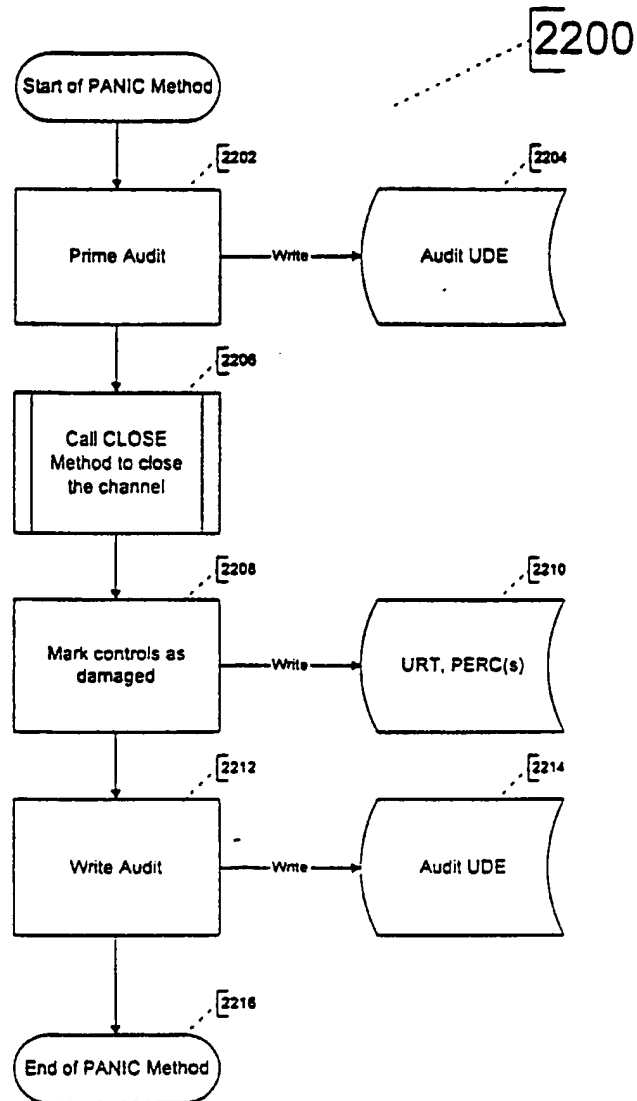 2200
Start of PANIC Method
2202
2204
Prime Audit
Write
Audit UDE
2206
Call CLOSE
Method to close
the channel
2208
2210
Mark controls as
damaged
Write
URT, PERC(s)
2212
2214
Write Audit
Write
Audit UDE
2216
End of PANIC Method